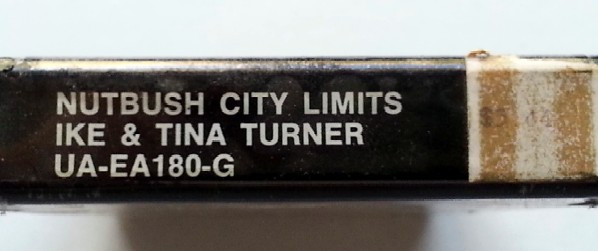 NUTBUSH CITY LIMITS
IKE & TINA TURNER
UA-EA180-G